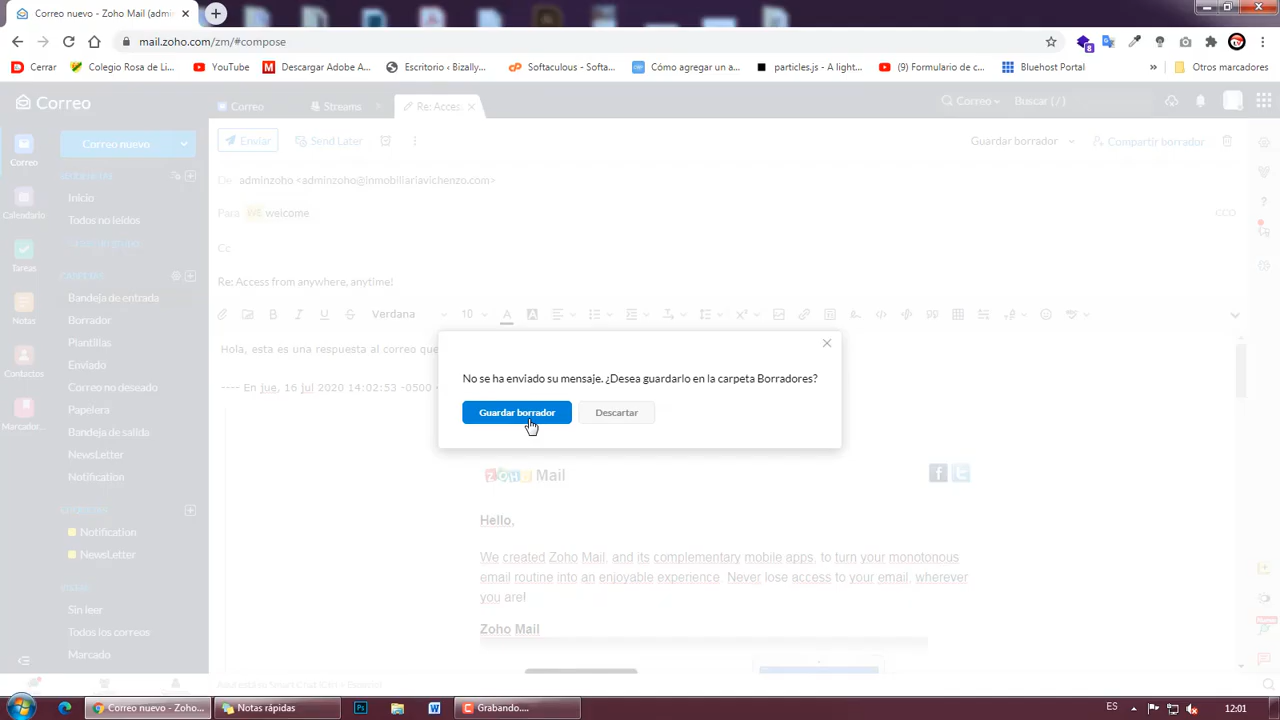 Correo nuevo - Zoho Mail (admi
mail.zoho.com/zm/#compose
Cerrar
Colegio Rosa de Li...
YouTube
Descargar Adobe A...
Escritorio ‹ Bizally...
Softaculous - Softa...
Cómo agregar un a...
particles.js - A light...
(9) Formulario de c...
Bluehost Portal
»
Otros marcadores
Correo
Correo
Streams
Re: Acces
Correo
Buscar ( / )
Correo nuevo
Enviar
Send Later
Guardar borrador
Compartir borrador
Correo
De adminzoho <adminzoho@inmobiliariavichenzo.com>
Inicio
Para WE welcome
CCO
Calendario
Todos no leídos
Cc
Tareas
Re: Access from anywhere, anytime!
Bandeja de entrada
Notas
Borrador
Verdana
10
Plantillas
Hola, esta es una respuesta al correo que
Contactos
Enviado
Correo no deseado
---- En jue, 16 jul 2020 14:02:53 -0500
Papelera
Marcador...
Bandeja de salida
NewsLetter
Notification
No se ha enviado su mensaje. ¿Desea guardarlo en la carpeta Borradores?
Guardar borrador
Descartar
ZOHO Mail
Hello,
Notification
NewsLetter
We created Zoho Mail, and its complementary mobile apps, to turn your monotonous
email routine into an enjoyable experience. Never lose access to your email, wherever
you are!
Zoho Mail
Sin leer
Todos los correos
Marcado
Correo nuevo - Zoho...
Notas rápidas
Grabando....
ES
12:01